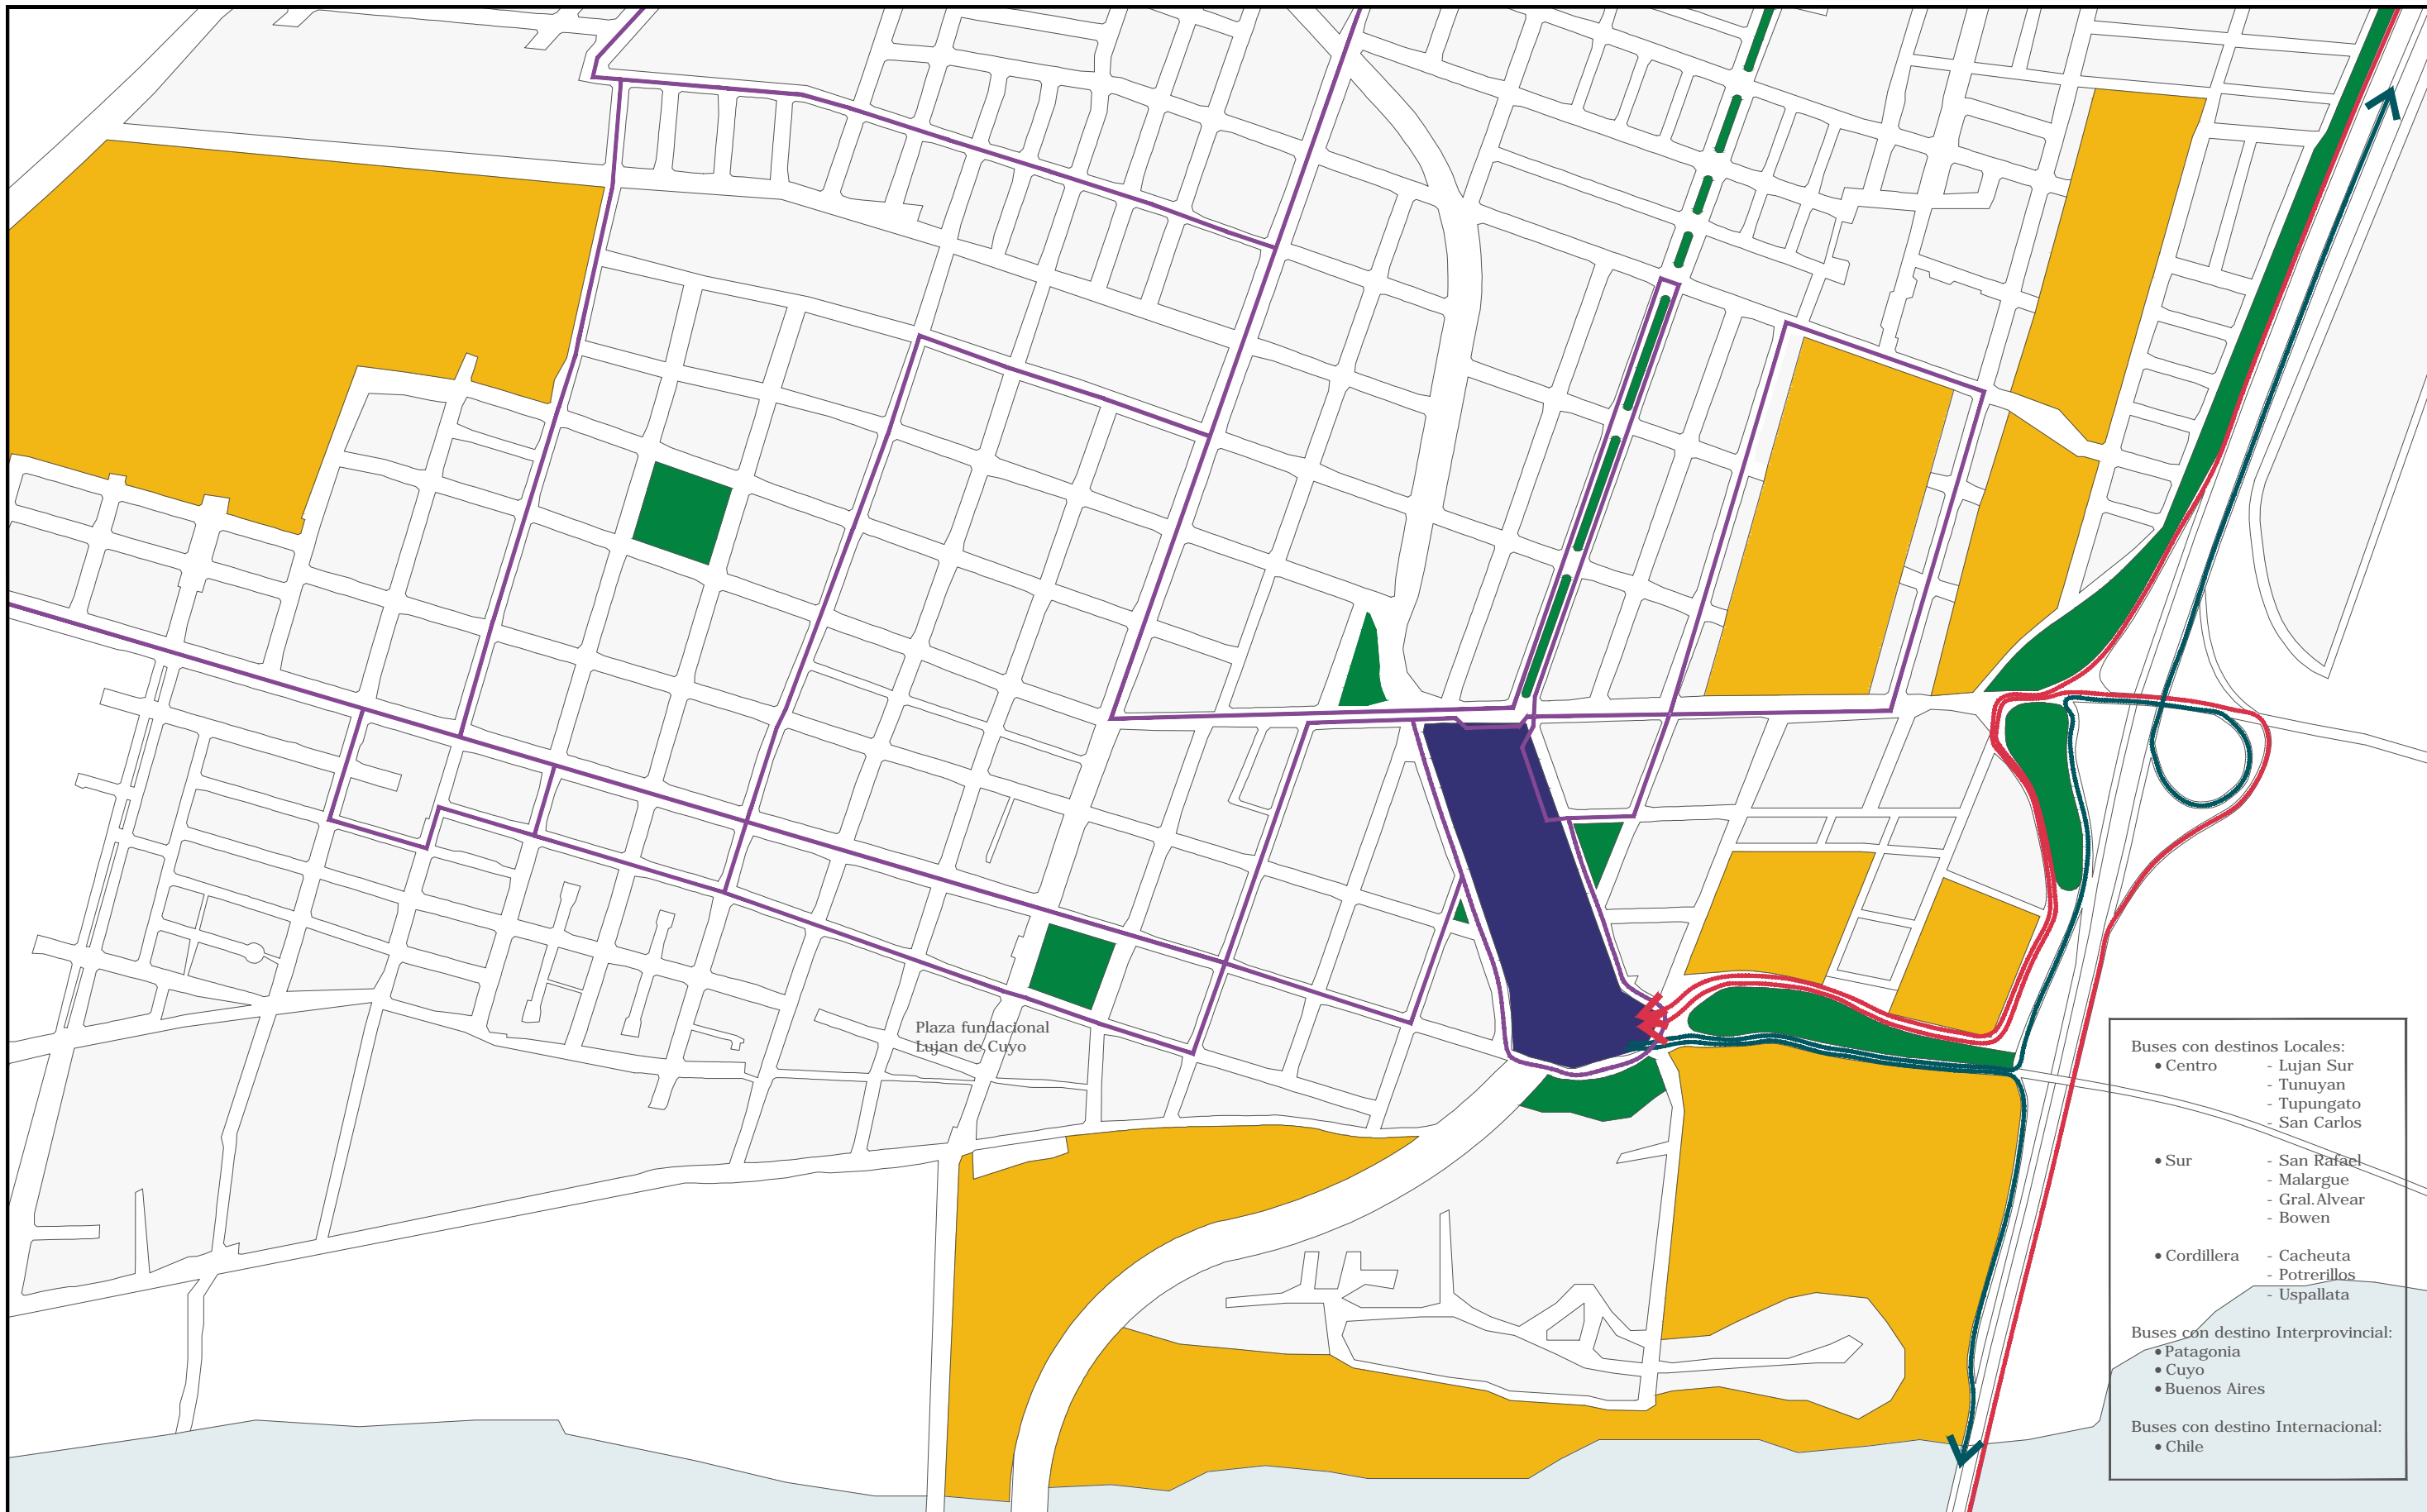 Plaza fundacional
Lujan de Cuyo
Buses con destinos Locales:
• Centro - Lujan Sur
- Tunuyan
- Tupungato
- San Carlos
• Sur - San Rafael
- Malargue
- Gral.Alvear
- Bowen
• Cordillera - Cacheuta
- Potrerillos
- Uspallata
Buses con destino Interprovincial:
• Patagonia
• Cuyo
• Buenos Aires
Buses con destino Internacional:
• Chile